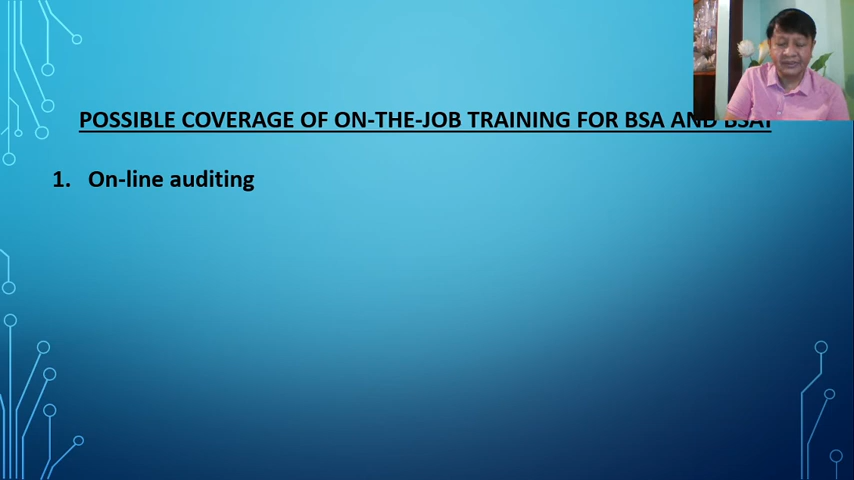 POSSIBLE COVERAGE OF ON-THE-JOB TRAINING FOR BSA AND
1. On-line auditing